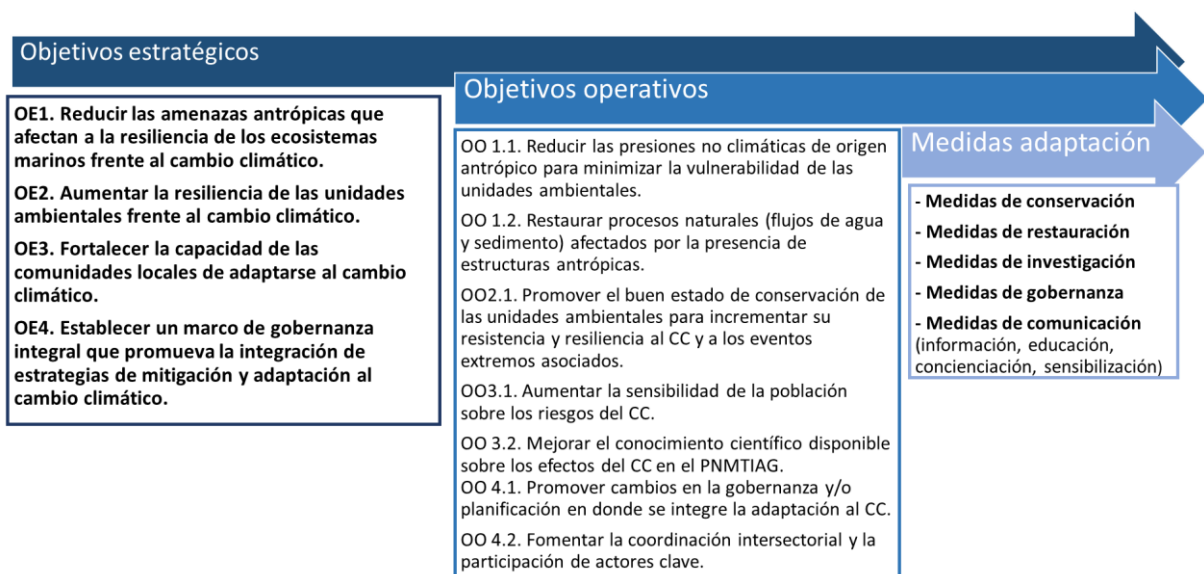 Objetivos estratégicos
OE1. Reducir las amenazas antrópicas que
afectan a la resiliencia de los ecosistemas
marinos frente al cambio climático.
OE2. Aumentar la resiliencia de las unidades
ambientales frente al cambio climático.
OE3. Fortalecer la capacidad de las
comunidades locales de adaptarse al cambio
climático.
OE4. Establecer un marco de gobernanza
integral que promueva la integración de
estrategias de mitigación y adaptación al
cambio climático.
Objetivos operativos
OO 1.1. Reducir las presiones no climáticas de origen
antrópico para minimizar la vulnerabilidad de las
unidades ambientales.
OO 1.2. Restaurar procesos naturales (flujos de agua
y sedimento) afectados por la presencia de
estructuras antrópicas.
OO2.1. Promover el buen estado de conservación de
las unidades ambientales para incrementar su
resistencia y resiliencia al CC y a los eventos
extremos asociados.
OO3.1. Aumentar la sensibilidad de la población
sobre los riesgos del CC.
OO 3.2. Mejorar el conocimiento científico disponible
sobre los efectos del CC en el PNMTIAG.
OO 4.1. Promover cambios en la gobernanza y/o
planificación en donde se integre la adaptación al CC.
OO 4.2. Fomentar la coordinación intersectorial y la
participación de actores clave.
Medidas adaptación
- Medidas de conservación
- Medidas de restauración
- Medidas de investigación
- Medidas de gobernanza
- Medidas de comunicación
(información, educación,
concienciación, sensibilización)